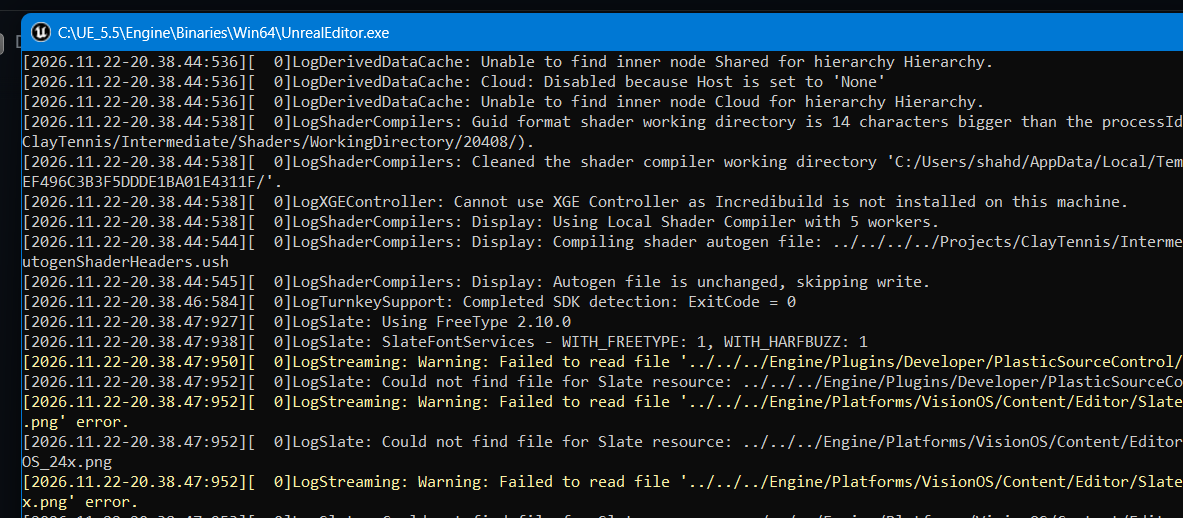 C:\UE_5.5\Engine\Binaries\Win64\UnrealEditor.exe
[2026.11.22-20.38.44:536][  0]LogDerivedDataCache: Unable to find inner node Shared for hierarchy Hierarchy.
[2026.11.22-20.38.44:536][  0]LogDerivedDataCache: Cloud: Disabled because Host is set to 'None'
[2026.11.22-20.38.44:536][  0]LogDerivedDataCache: Unable to find inner node Cloud for hierarchy Hierarchy.
[2026.11.22-20.38.44:538][  0]LogShaderCompilers: Guid format shader working directory is 14 characters bigger than the processId
ClayTennis/Intermediate/Shaders/WorkingDirectory/20408/).
[2026.11.22-20.38.44:538][  0]LogShaderCompilers: Cleaned the shader compiler working directory 'C:/Users/shahd/AppData/Local/Tem
EF496C3B3F5DDDE1BA01E4311F/'.
[2026.11.22-20.38.44:538][  0]LogXGEController: Cannot use XGE Controller as Incredibuild is not installed on this machine.
[2026.11.22-20.38.44:538][  0]LogShaderCompilers: Display: Using Local Shader Compiler with 5 workers.
[2026.11.22-20.38.44:544][  0]LogShaderCompilers: Display: Compiling shader autogen file: ../../../../Projects/ClayTennis/Interme
utogenShaderHeaders.ush
[2026.11.22-20.38.44:545][  0]LogShaderCompilers: Display: Autogen file is unchanged, skipping write.
[2026.11.22-20.38.46:584][  0]LogTurnkeySupport: Completed SDK detection: ExitCode = 0
[2026.11.22-20.38.47:927][  0]LogSlate: Using FreeType 2.10.0
[2026.11.22-20.38.47:938][  0]LogSlate: SlateFontServices - WITH_FREETYPE: 1, WITH_HARFBUZZ: 1
[2026.11.22-20.38.47:950][  0]LogStreaming: Warning: Failed to read file '../../../Engine/Plugins/Developer/PlasticSourceControl/
[2026.11.22-20.38.47:952][  0]LogSlate: Could not find file for Slate resource: ../../../Engine/Plugins/Developer/PlasticSourceCo
[2026.11.22-20.38.47:952][  0]LogStreaming: Warning: Failed to read file '../../../Engine/Platforms/VisionOS/Content/Editor/Slate
.png' error.
[2026.11.22-20.38.47:952][  0]LogSlate: Could not find file for Slate resource: ../../../Engine/Platforms/VisionOS/Content/Editor
OS_24x.png
[2026.11.22-20.38.47:952][  0]LogStreaming: Warning: Failed to read file '../../../Engine/Platforms/VisionOS/Content/Editor/Slate
x.png' error.